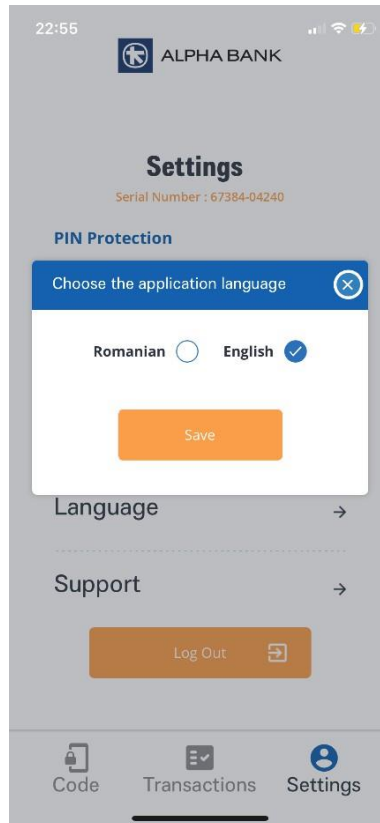 22:55
ALPHA BANK
Settings
Serial Number : 67384-04240
PIN Protection
Choose the application language
Romanian English
Save
Language
Support
Log Out
Code Transactions Settings